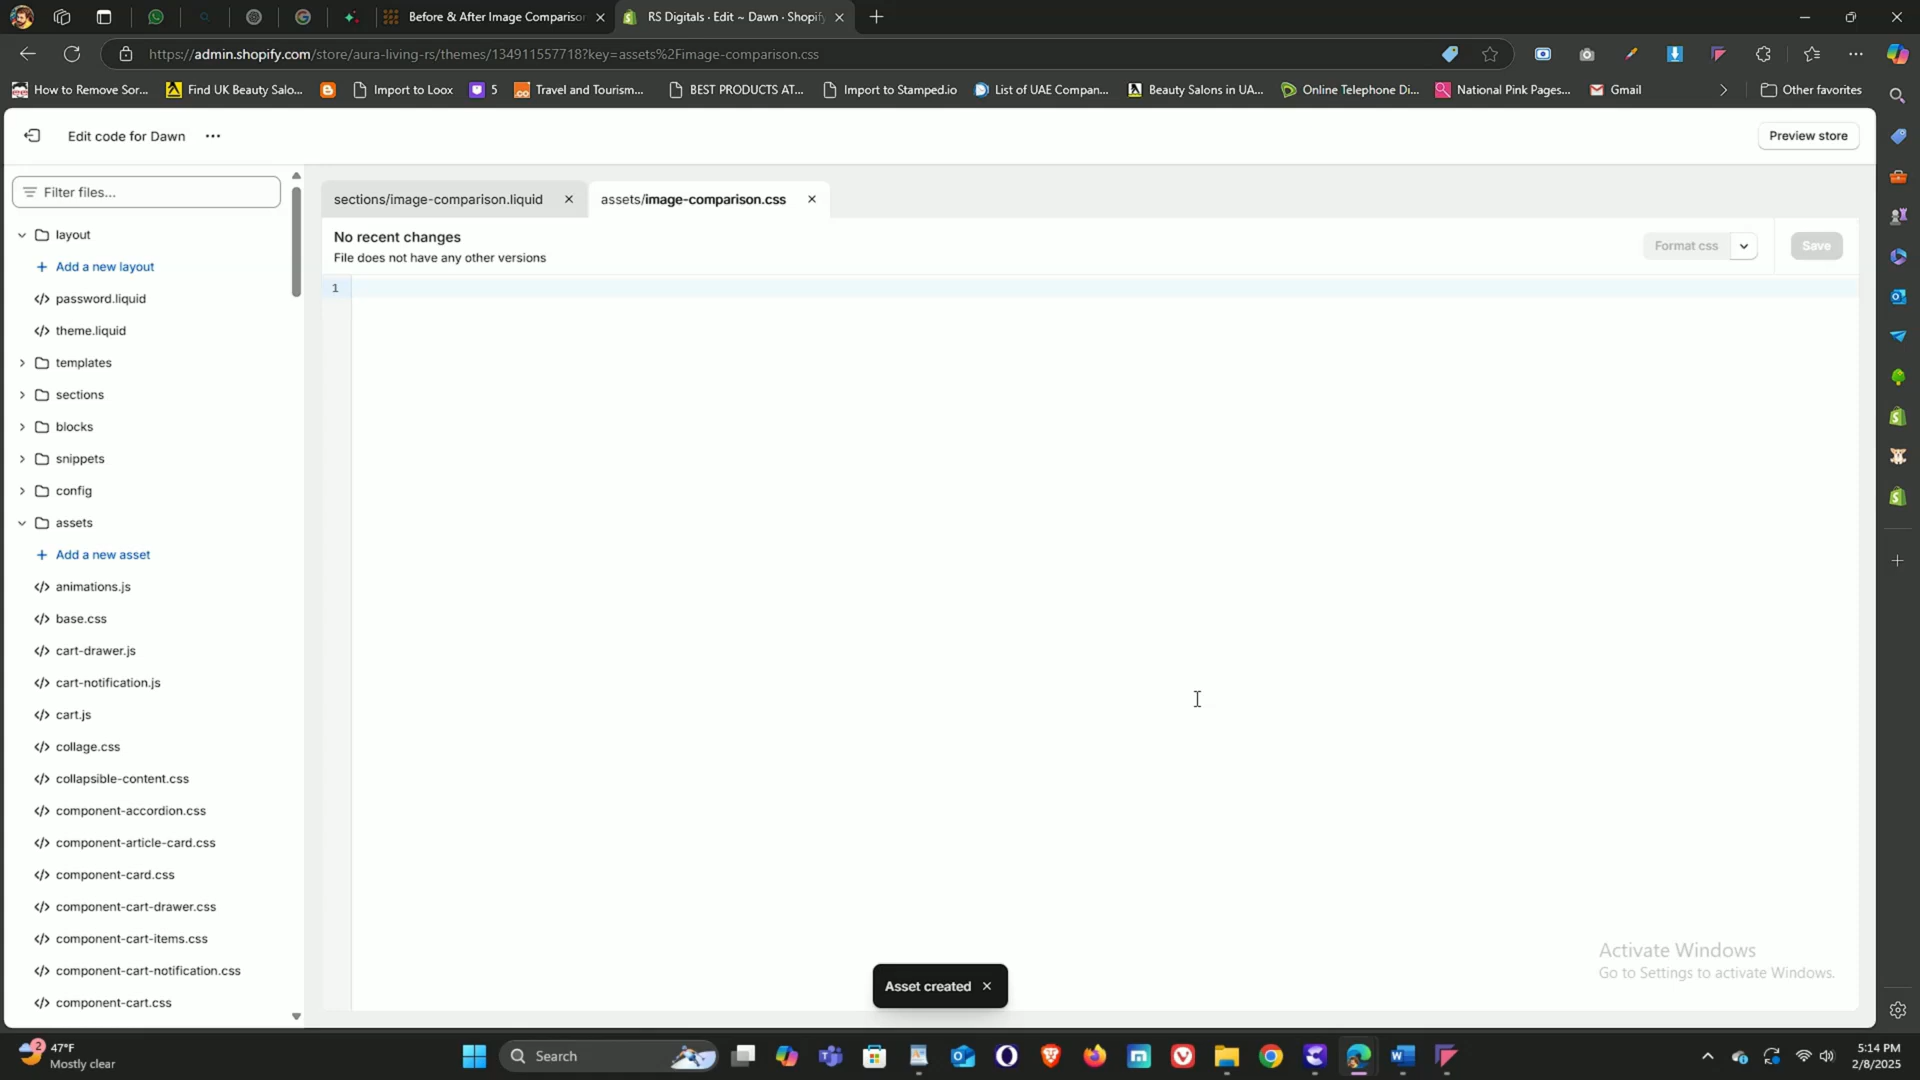 Before & After Image Comparison
RS Digitals · Edit ~ Dawn · Shopify
https://admin.shopify.com/store/aura-living-rs/themes/134911557718?key=assets%2Fimage-comparison.css
How to Remove Sor...
Find UK Beauty Salo...
Import to Loox
5
Travel and Tourism...
BEST PRODUCTS AT...
Import to Stamped.io
List of UAE Compan...
Beauty Salons in UA...
Online Telephone Di...
National Pink Pages...
Gmail
Other favorites
Edit code for Dawn
Preview store
Filter files...
sections/image-comparison.liquid
assets/image-comparison.css
No recent changes
File does not have any other versions
Format css
Save
1
layout
Add a new layout
password.liquid
theme.liquid
templates
sections
blocks
snippets
config
assets
Add a new asset
animations.js
base.css
cart-drawer.js
cart-notification.js
cart.js
collage.css
collapsible-content.css
component-accordion.css
component-article-card.css
component-card.css
component-cart-drawer.css
component-cart-items.css
component-cart-notification.css
component-cart.css
Activate Windows
Go to Settings to activate Windows.
Asset created
2
47°F
Mostly clear
Search
5:14 PM
2/8/2025